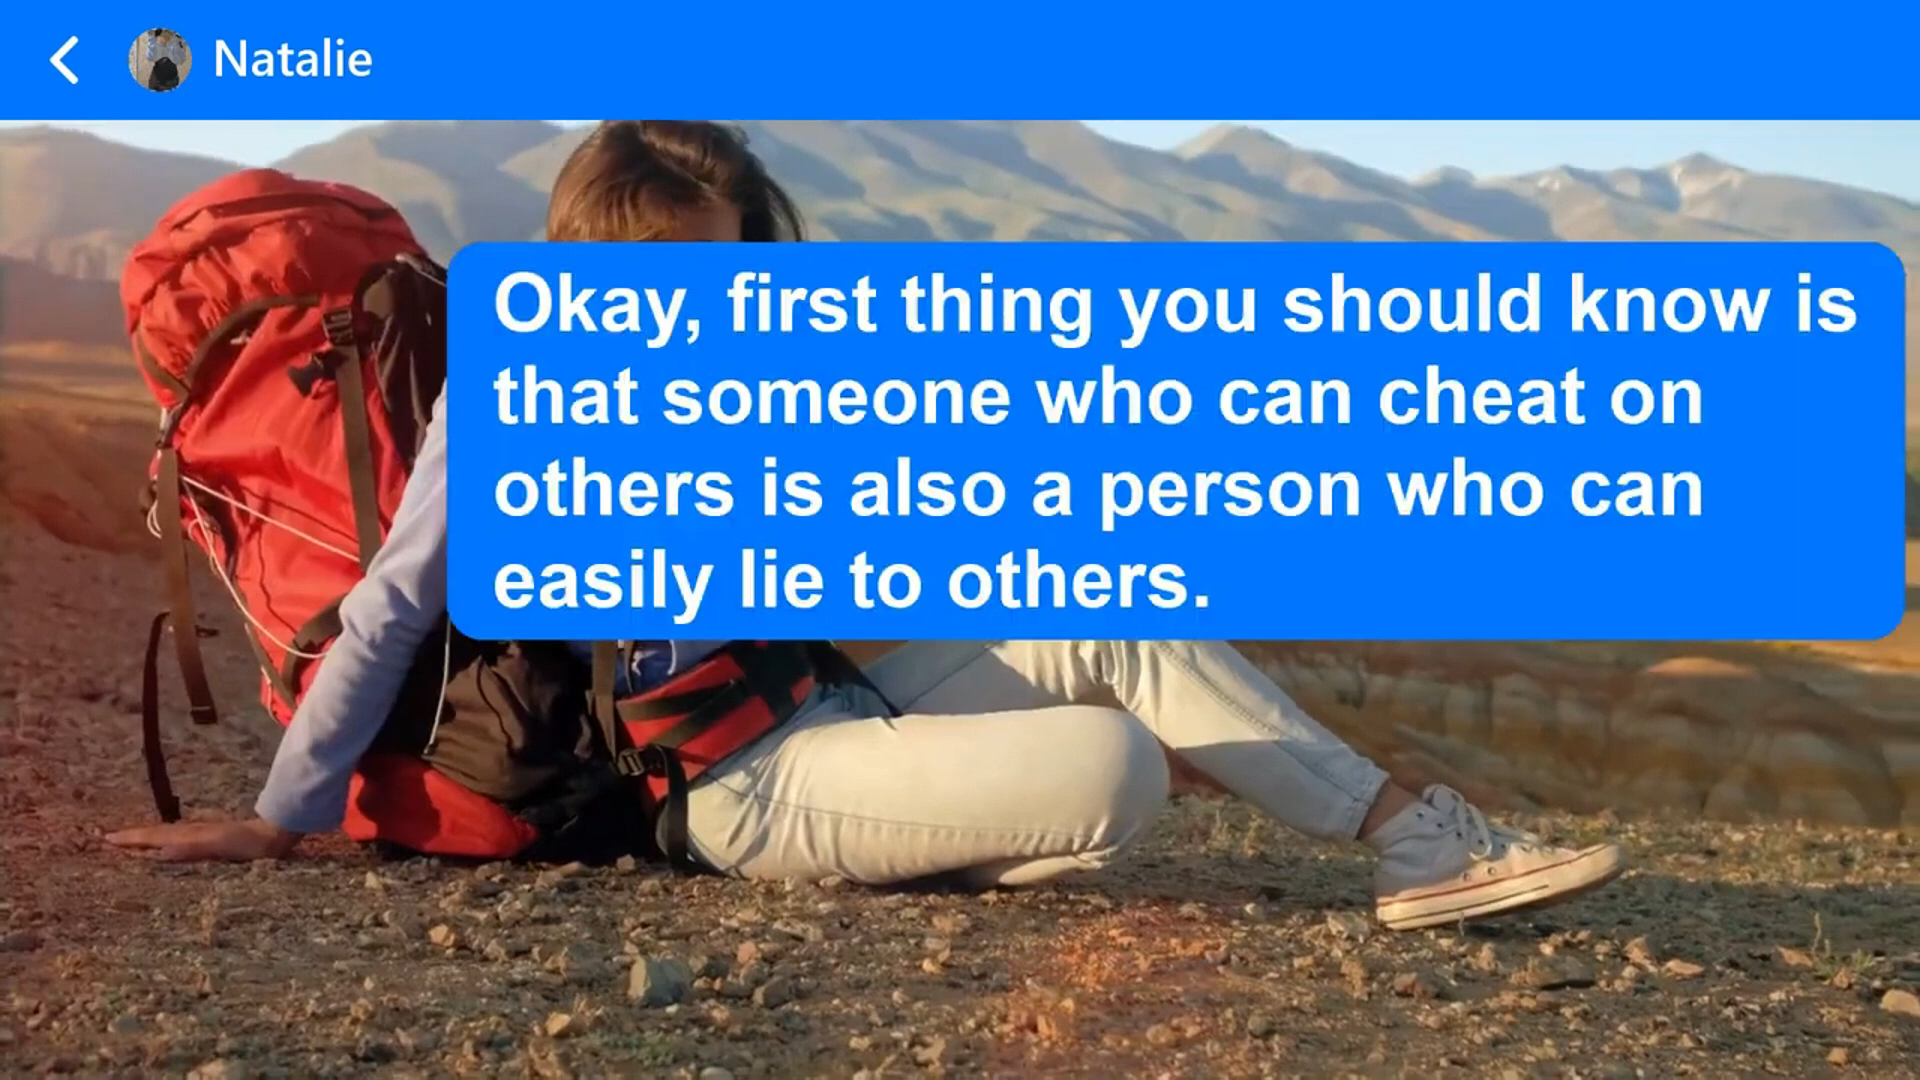 Natalie
Okay, first thing you should know is
that someone who can cheat on
others is also a person who can
easily lie to others.